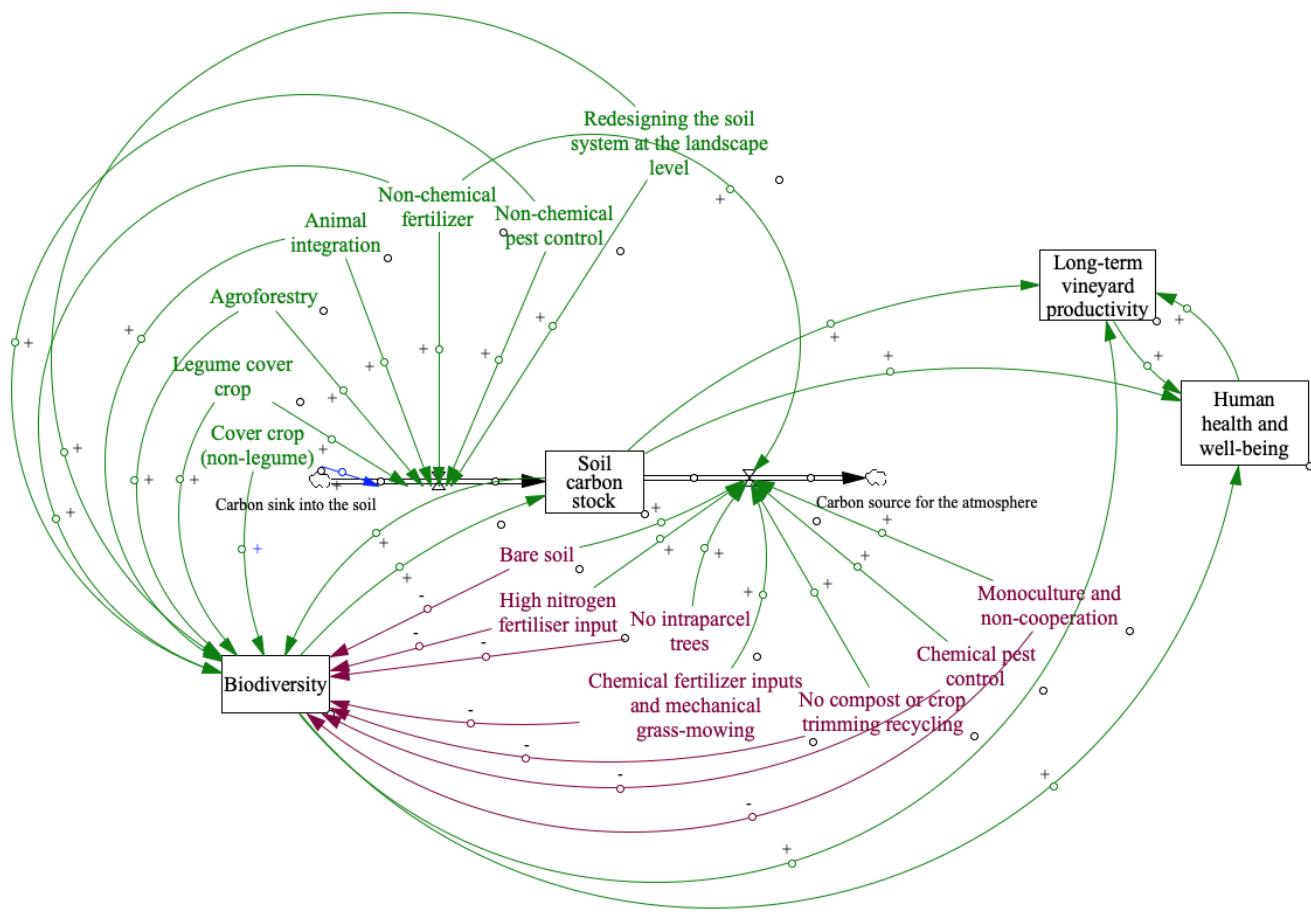 Redesigning the soil
system at the landscape
level
Non-chemical
fertilizer
Non-chemical
pest control
Animal
integration
Agroforestry
Legume cover
crop
Cover crop
(non-legume)
Carbon sink into the soil
Soil
carbon
stock
Carbon source for the atmosphere
Long-term
vineyard
productivity
Human
health and
well-being
Bare soil
High nitrogen
fertiliser input
No intraparcel
trees
Chemical fertilizer inputs
and mechanical
grass-mowing
No compost or crop
trimming recycling
Chemical pest
control
Monoculture and
non-cooperation
Biodiversity